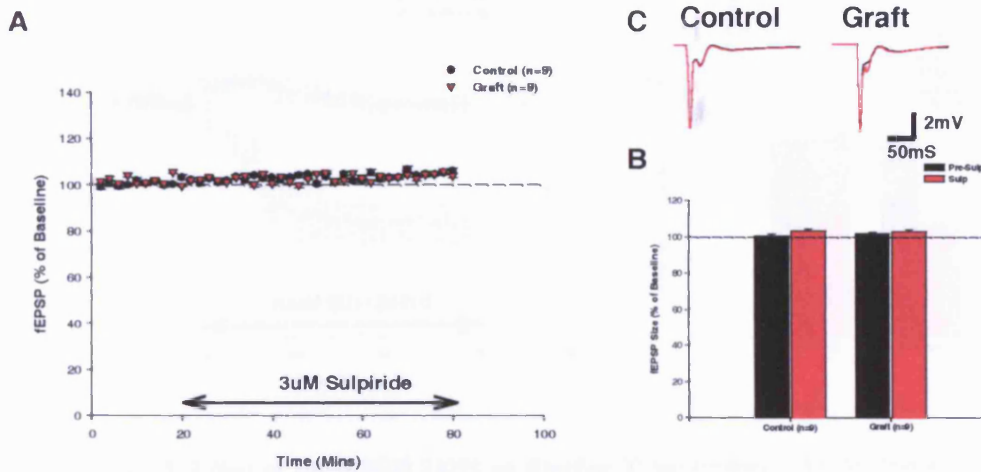 A
Control (n=9)
Graft (n=9)
140
120
100
80
60
40
20
0
fEPSP (% of Baseline)
3uM Sulpiride
0
20
40
60
80
100
Time (Mins)
C
Control
Graft
2mV
50mS
B
Pre-Sulp
Sulp
120
100
80
60
40
20
0
fEPSP Size (% of Baseline)
Control (n=9)
Graft (n=9)